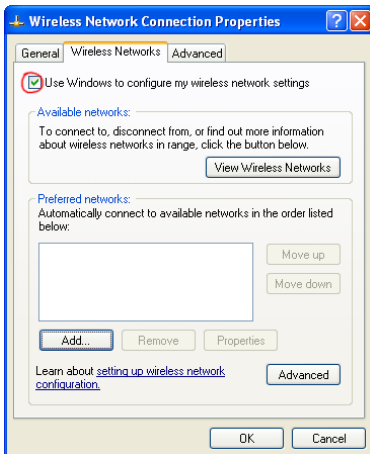 Wireless Network Connection Properties
General Wireless Networks Advanced
Use Windows to configure my wireless network settings
Available networks:
To connect to, disconnect from, or find out more information
about wireless networks in range, click the button below.
View Wireless Networks
Preferred networks:
Automatically connect to available networks in the order listed
below:
Move up
Move down
Add... Remove Properties
Learn about setting up wireless network
configuration.
Advanced
OK Cancel